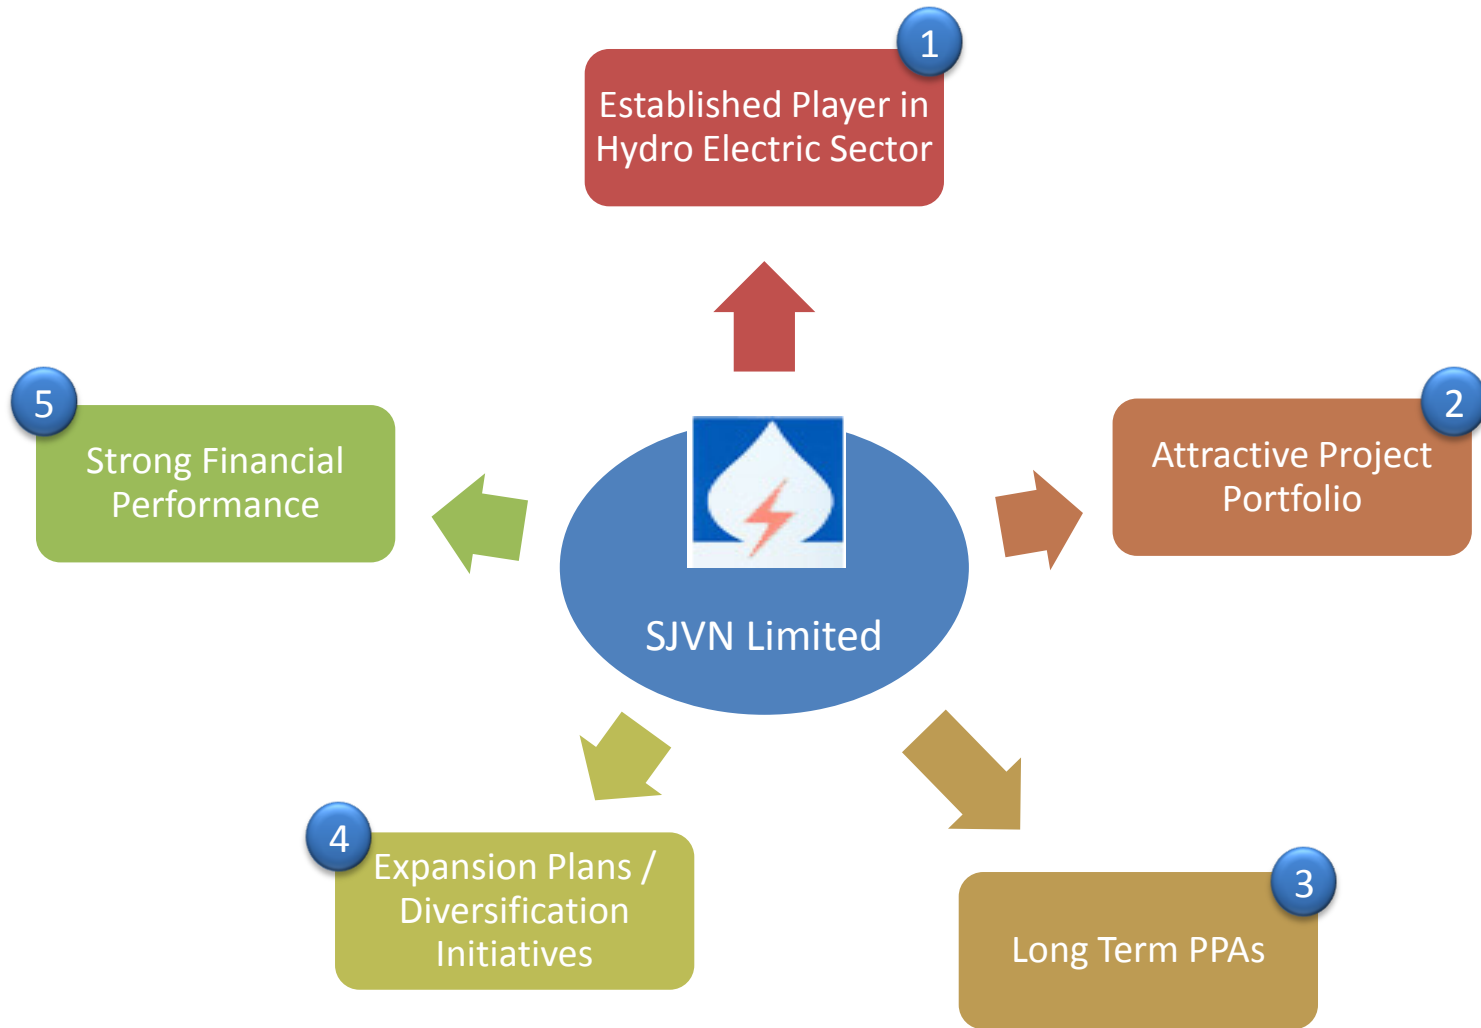 1
Established Player in
Hydro Electric Sector
2
Attractive Project
Portfolio
3
Long Term PPAs
4
Expansion Plans /
Diversification
Initiatives
5
Strong Financial
Performance
SJVN Limited